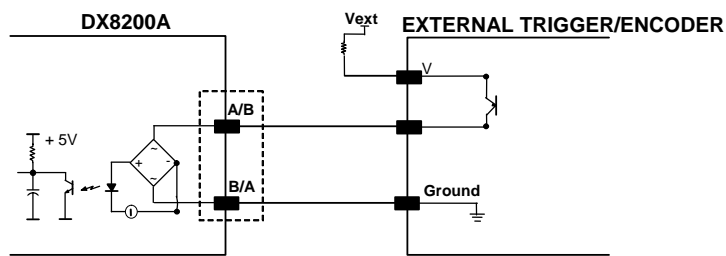 DX8200A
Vext
EXTERNAL TRIGGER/ENCODER
V
A/B
+ 5V
~
+
-
~
I
B/A
Ground